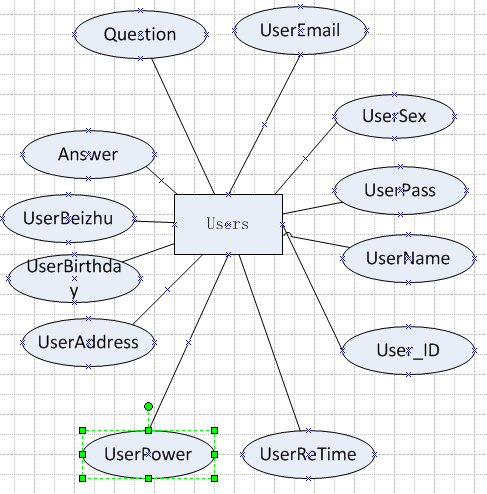 Question
UserEmail
UserSex
Answer
UserPass
UserBeizhu
Users
UserName
UserBirthda
y
UserAddress
User_ID
UserPower
UserReTime